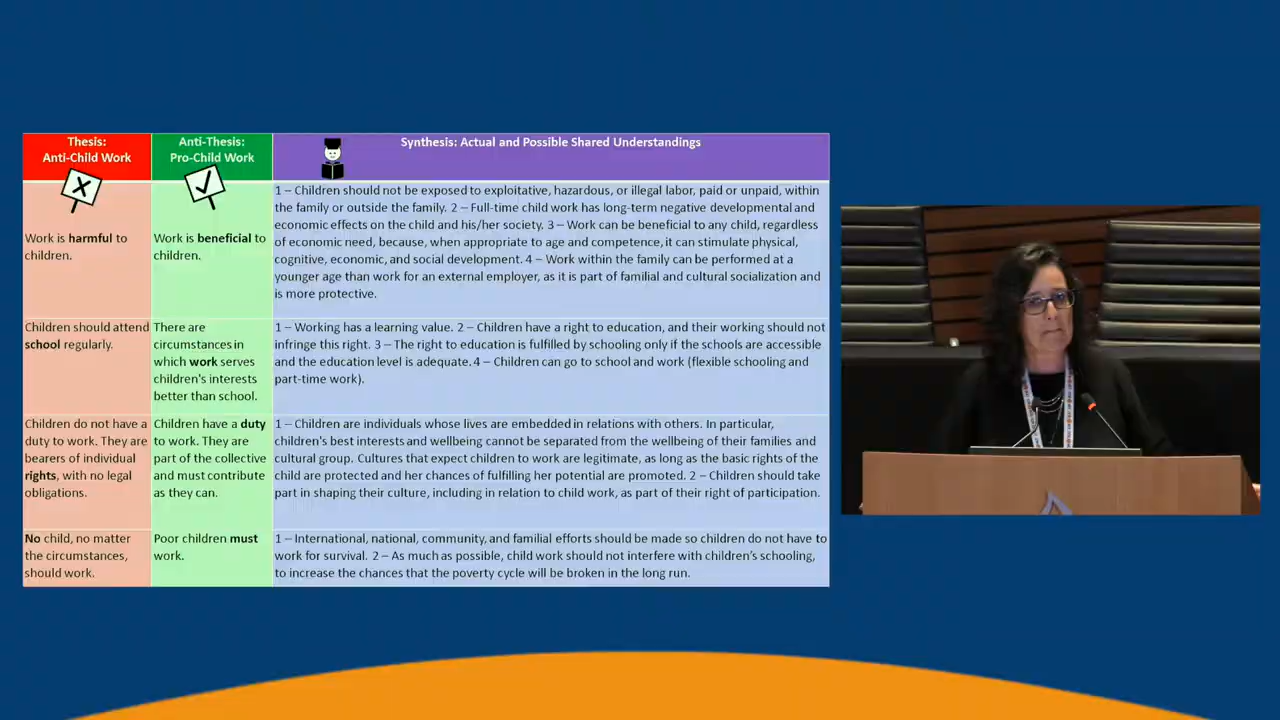 Thesis:
Anti-Child Work
Anti-Thesis:
Pro-Child Work
Synthesis: Actual and Possible Shared Understandings
Work is harmful to
children.
Work is beneficial to
children.
1 – Children should not be exposed to exploitative, hazardous, or illegal labor, paid or unpaid, within
the family or outside the family. 2 – Full-time child work has long-term negative developmental and
economic effects on the child and his/her society. 3 – Work can be beneficial to any child, regardless
of economic need, because, when appropriate to age and competence, it can stimulate physical,
cognitive, economic, and social development. 4 – Work within the family can be performed at a
younger age than work for an external employer, as it is part of familial and cultural socialization and
is more protective.
Children should attend
school regularly.
There are
circumstances in
which work serves
children's interests
better than school.
1 – Working has a learning value. 2 – Children have a right to education, and their working should not
infringe this right. 3 – The right to education is fulfilled by schooling only if the schools are accessible
and the education level is adequate. 4 – Children can go to school and work (flexible schooling and
part-time work).
Children do not have a
duty to work. They are
bearers of individual
rights, with no legal
obligations.
Children have a duty
to work. They are
part of the collective
and must contribute
as they can.
1 – Children are individuals whose lives are embedded in relations with others. In particular,
children's best interests and wellbeing cannot be separated from the wellbeing of their families and
cultural group. Cultures that expect children to work are legitimate, as long as the basic rights of the
child are protected and her chances of fulfilling her potential are promoted. 2 – Children should take
part in shaping their culture, including in relation to child work, as part of their right of participation.
No child, no matter
the circumstances,
should work.
Poor children must
work.
1 – International, national, community, and familial efforts should be made so children do not have to
work for survival. 2 – As much as possible, child work should not interfere with children's schooling,
to increase the chances that the poverty cycle will be broken in the long run.